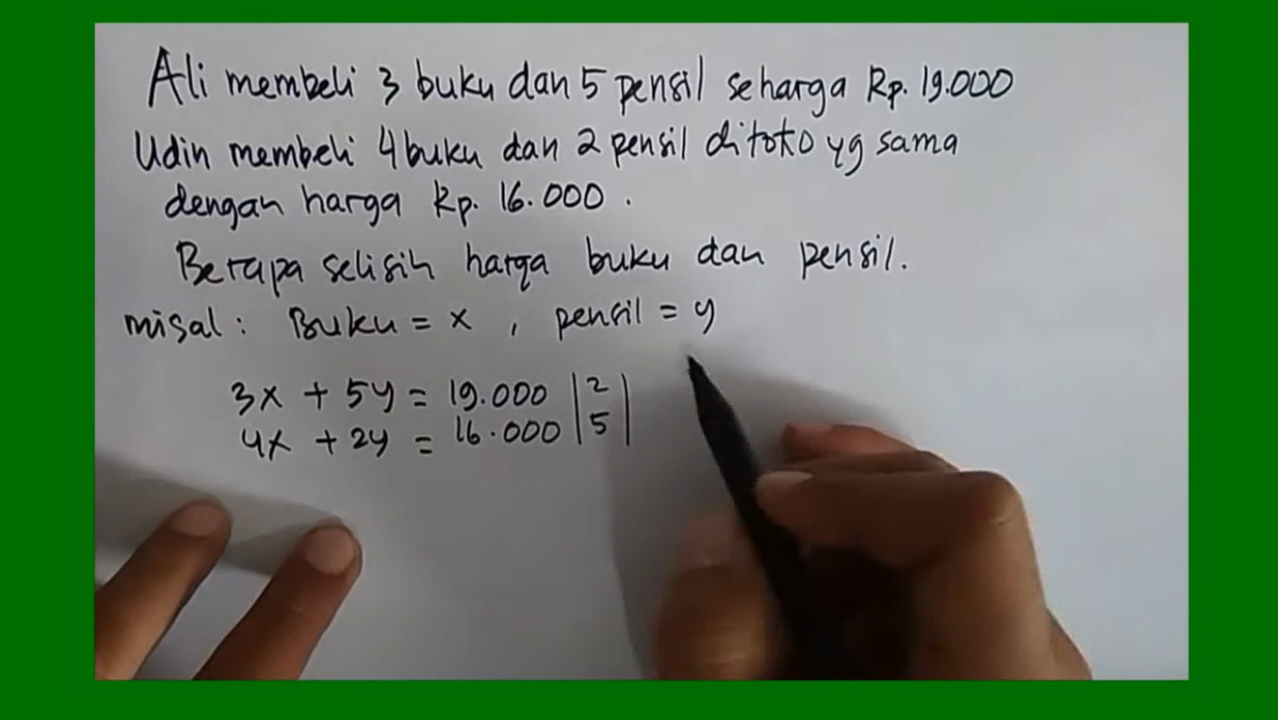 Ali membeli 3 buku dan 5 pensil seharga Rp. 19.000
Udin membeli 4 buku dan 2 pensil di toko yg sama
dengan harga Rp. 16.000.
Berapa selisih harga buku dan pensil.
misal: Buku = x, pensil = y
3x + 5y = 19.000 |2|
4x + 2y = 16.000 |5|